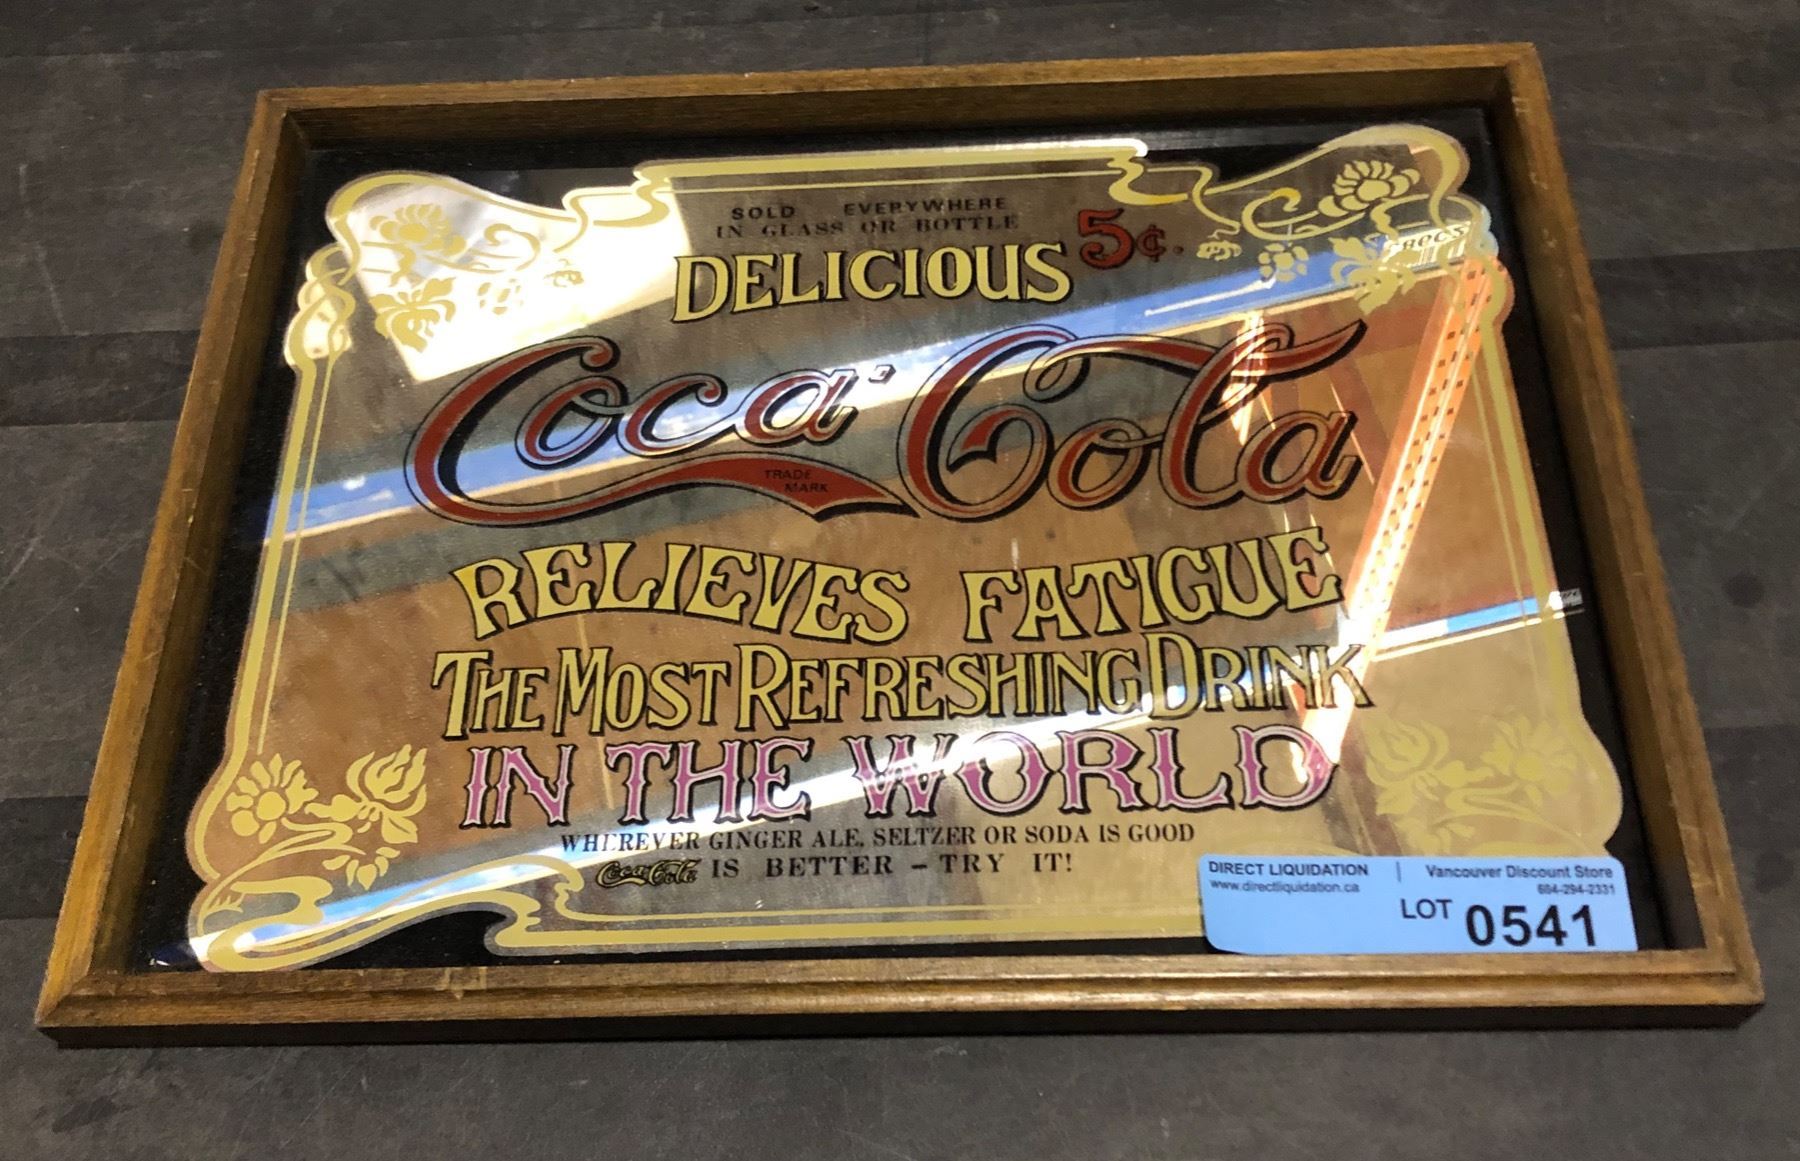 SOLD EVERYWHERE
IN GLASS OR BOTTLE
5¢.
DELICIOUS
Coca-Cola
TRADE
MARK
RELIEVES FATIGUE
THE MOST REFRESHING DRINK
IN THE WORLD
WHEREVER GINGER ALE, SELTZER OR SODA IS GOOD
Coca-Cola IS BETTER – TRY IT!
DIRECT LIQUIDATION | Vancouver Discount Store
www.directliquidation.ca 604-294-2331
LOT 0541